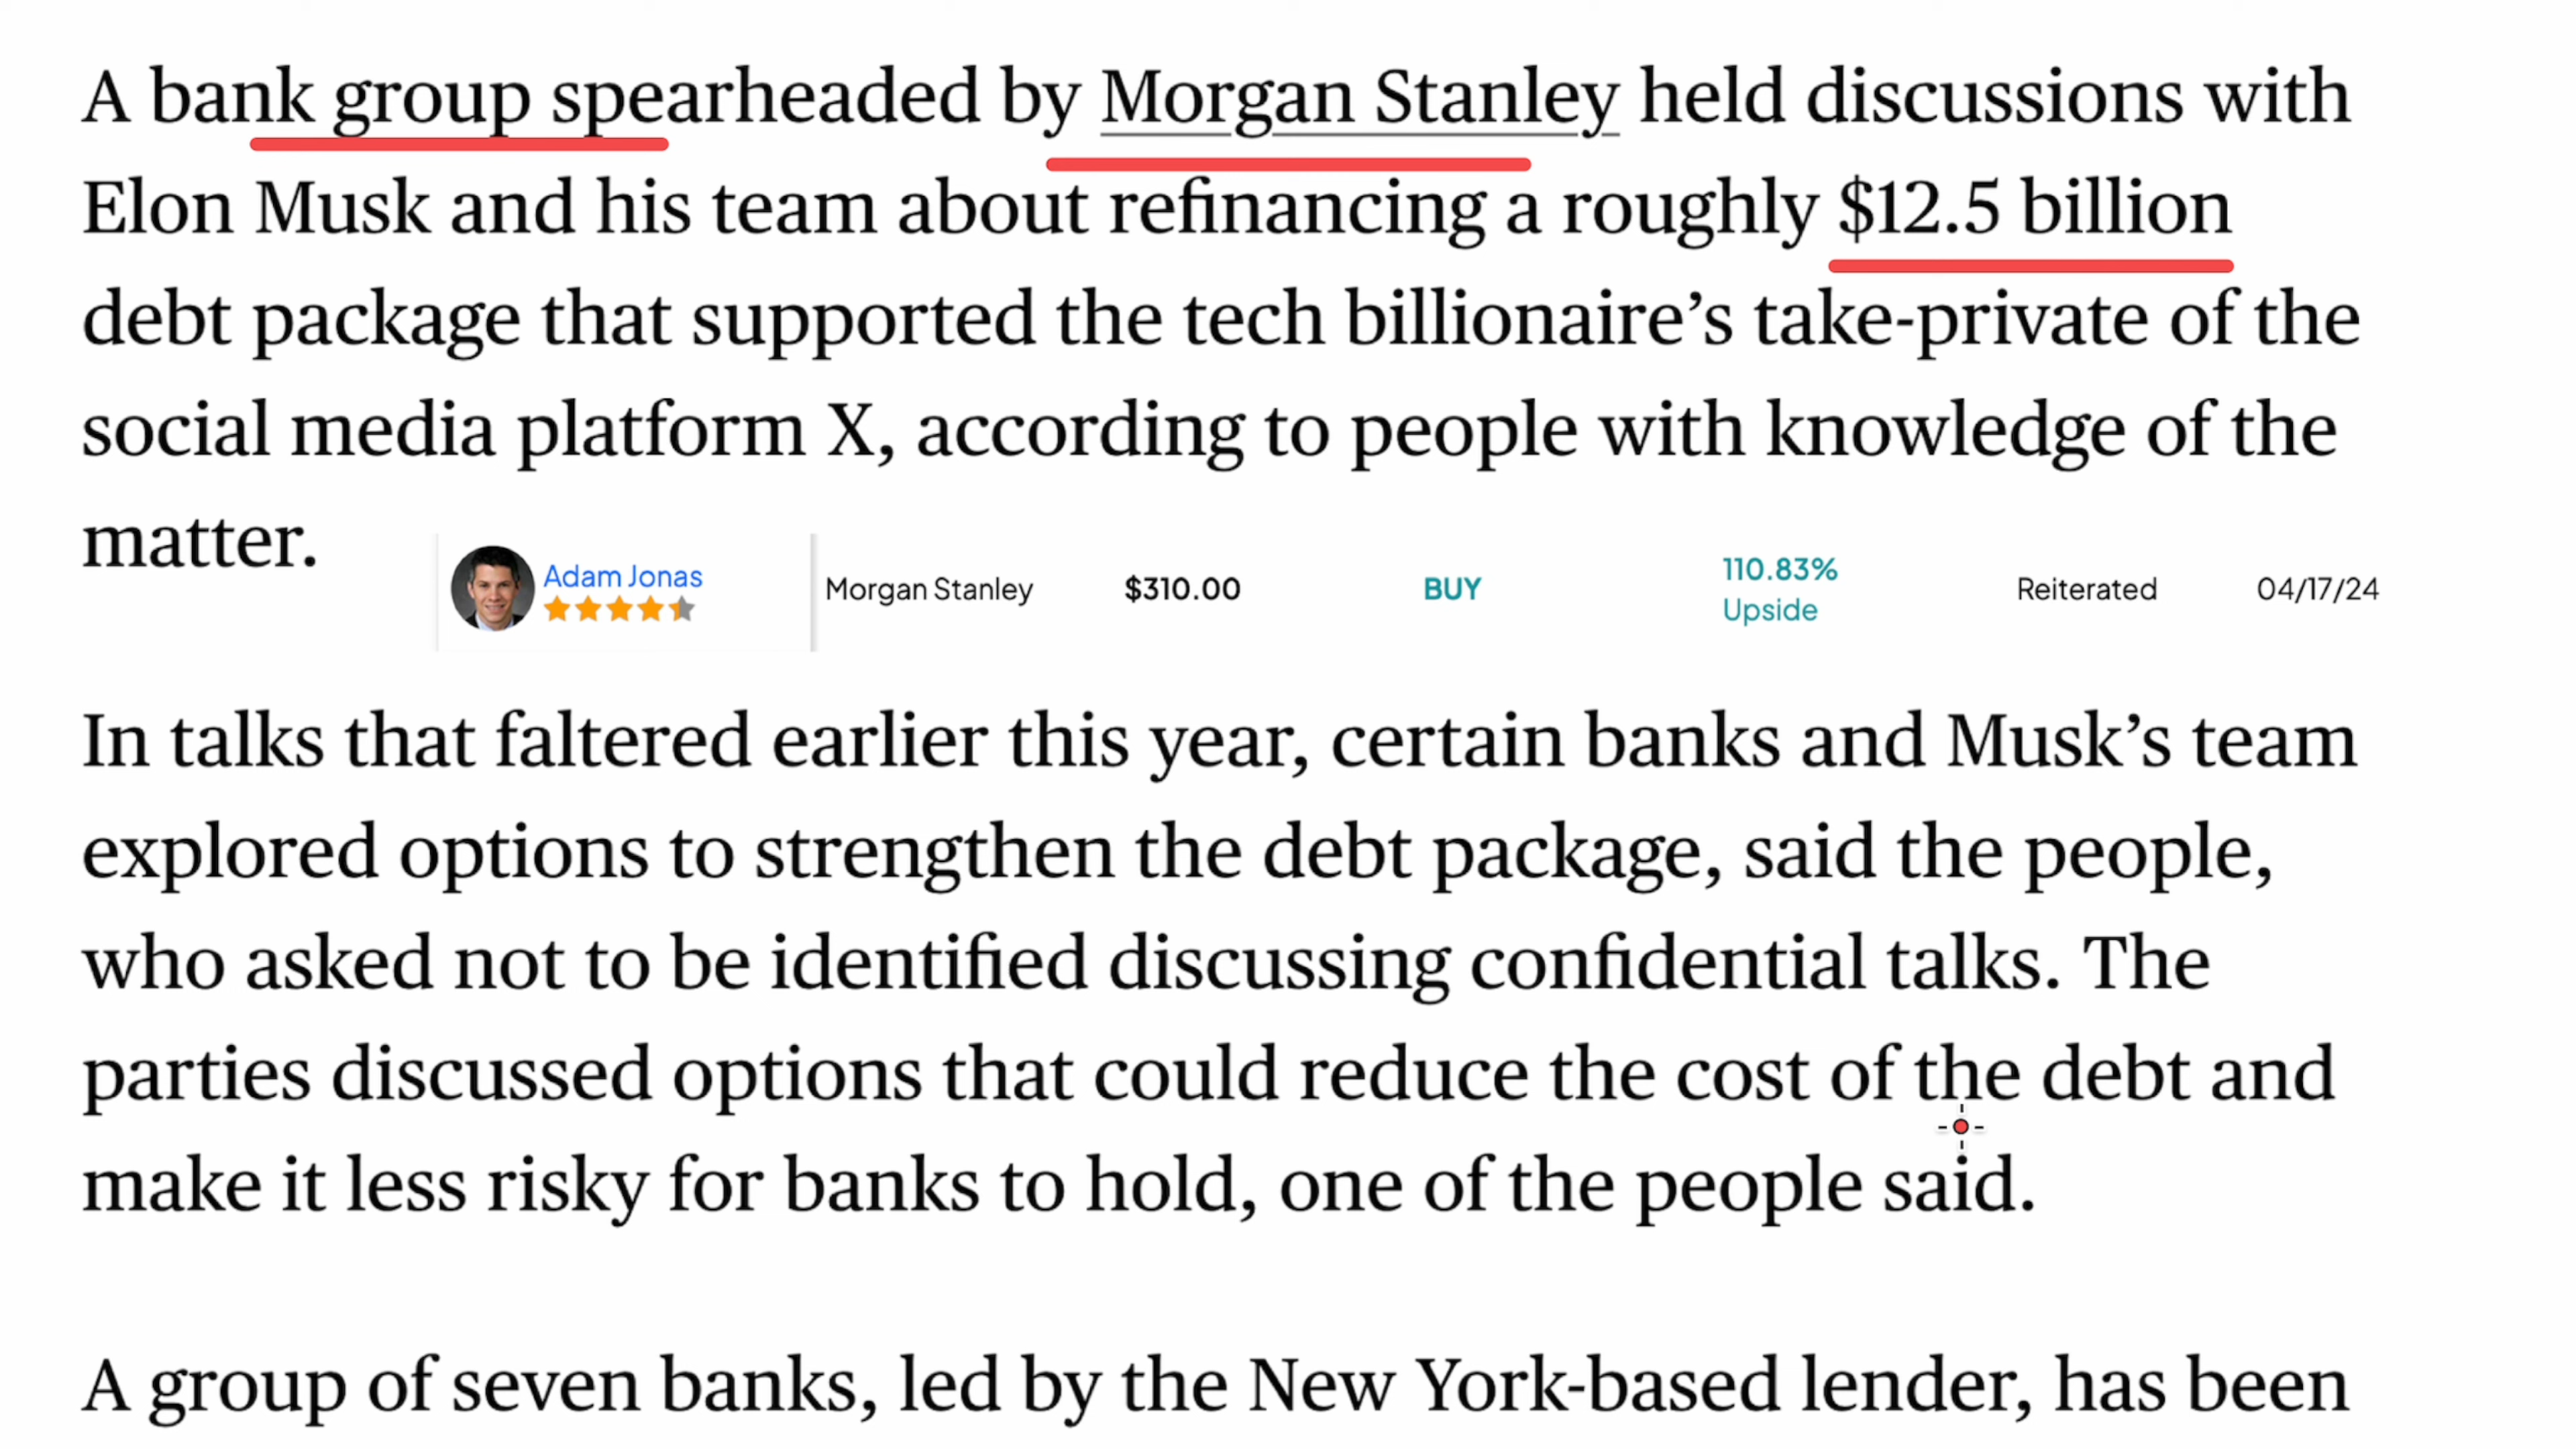 A bank group spearheaded by Morgan Stanley held discussions with
Elon Musk and his team about refinancing a roughly $12.5 billion
debt package that supported the tech billionaire’s take-private of the
social media platform X, according to people with knowledge of the
matter.
Adam Jonas
Morgan Stanley $310.00 BUY 110.83% Upside Reiterated 04/17/24
In talks that faltered earlier this year, certain banks and Musk’s team
explored options to strengthen the debt package, said the people,
who asked not to be identified discussing confidential talks. The
parties discussed options that could reduce the cost of the debt and
make it less risky for banks to hold, one of the people said.
A group of seven banks, led by the New York-based lender, has been